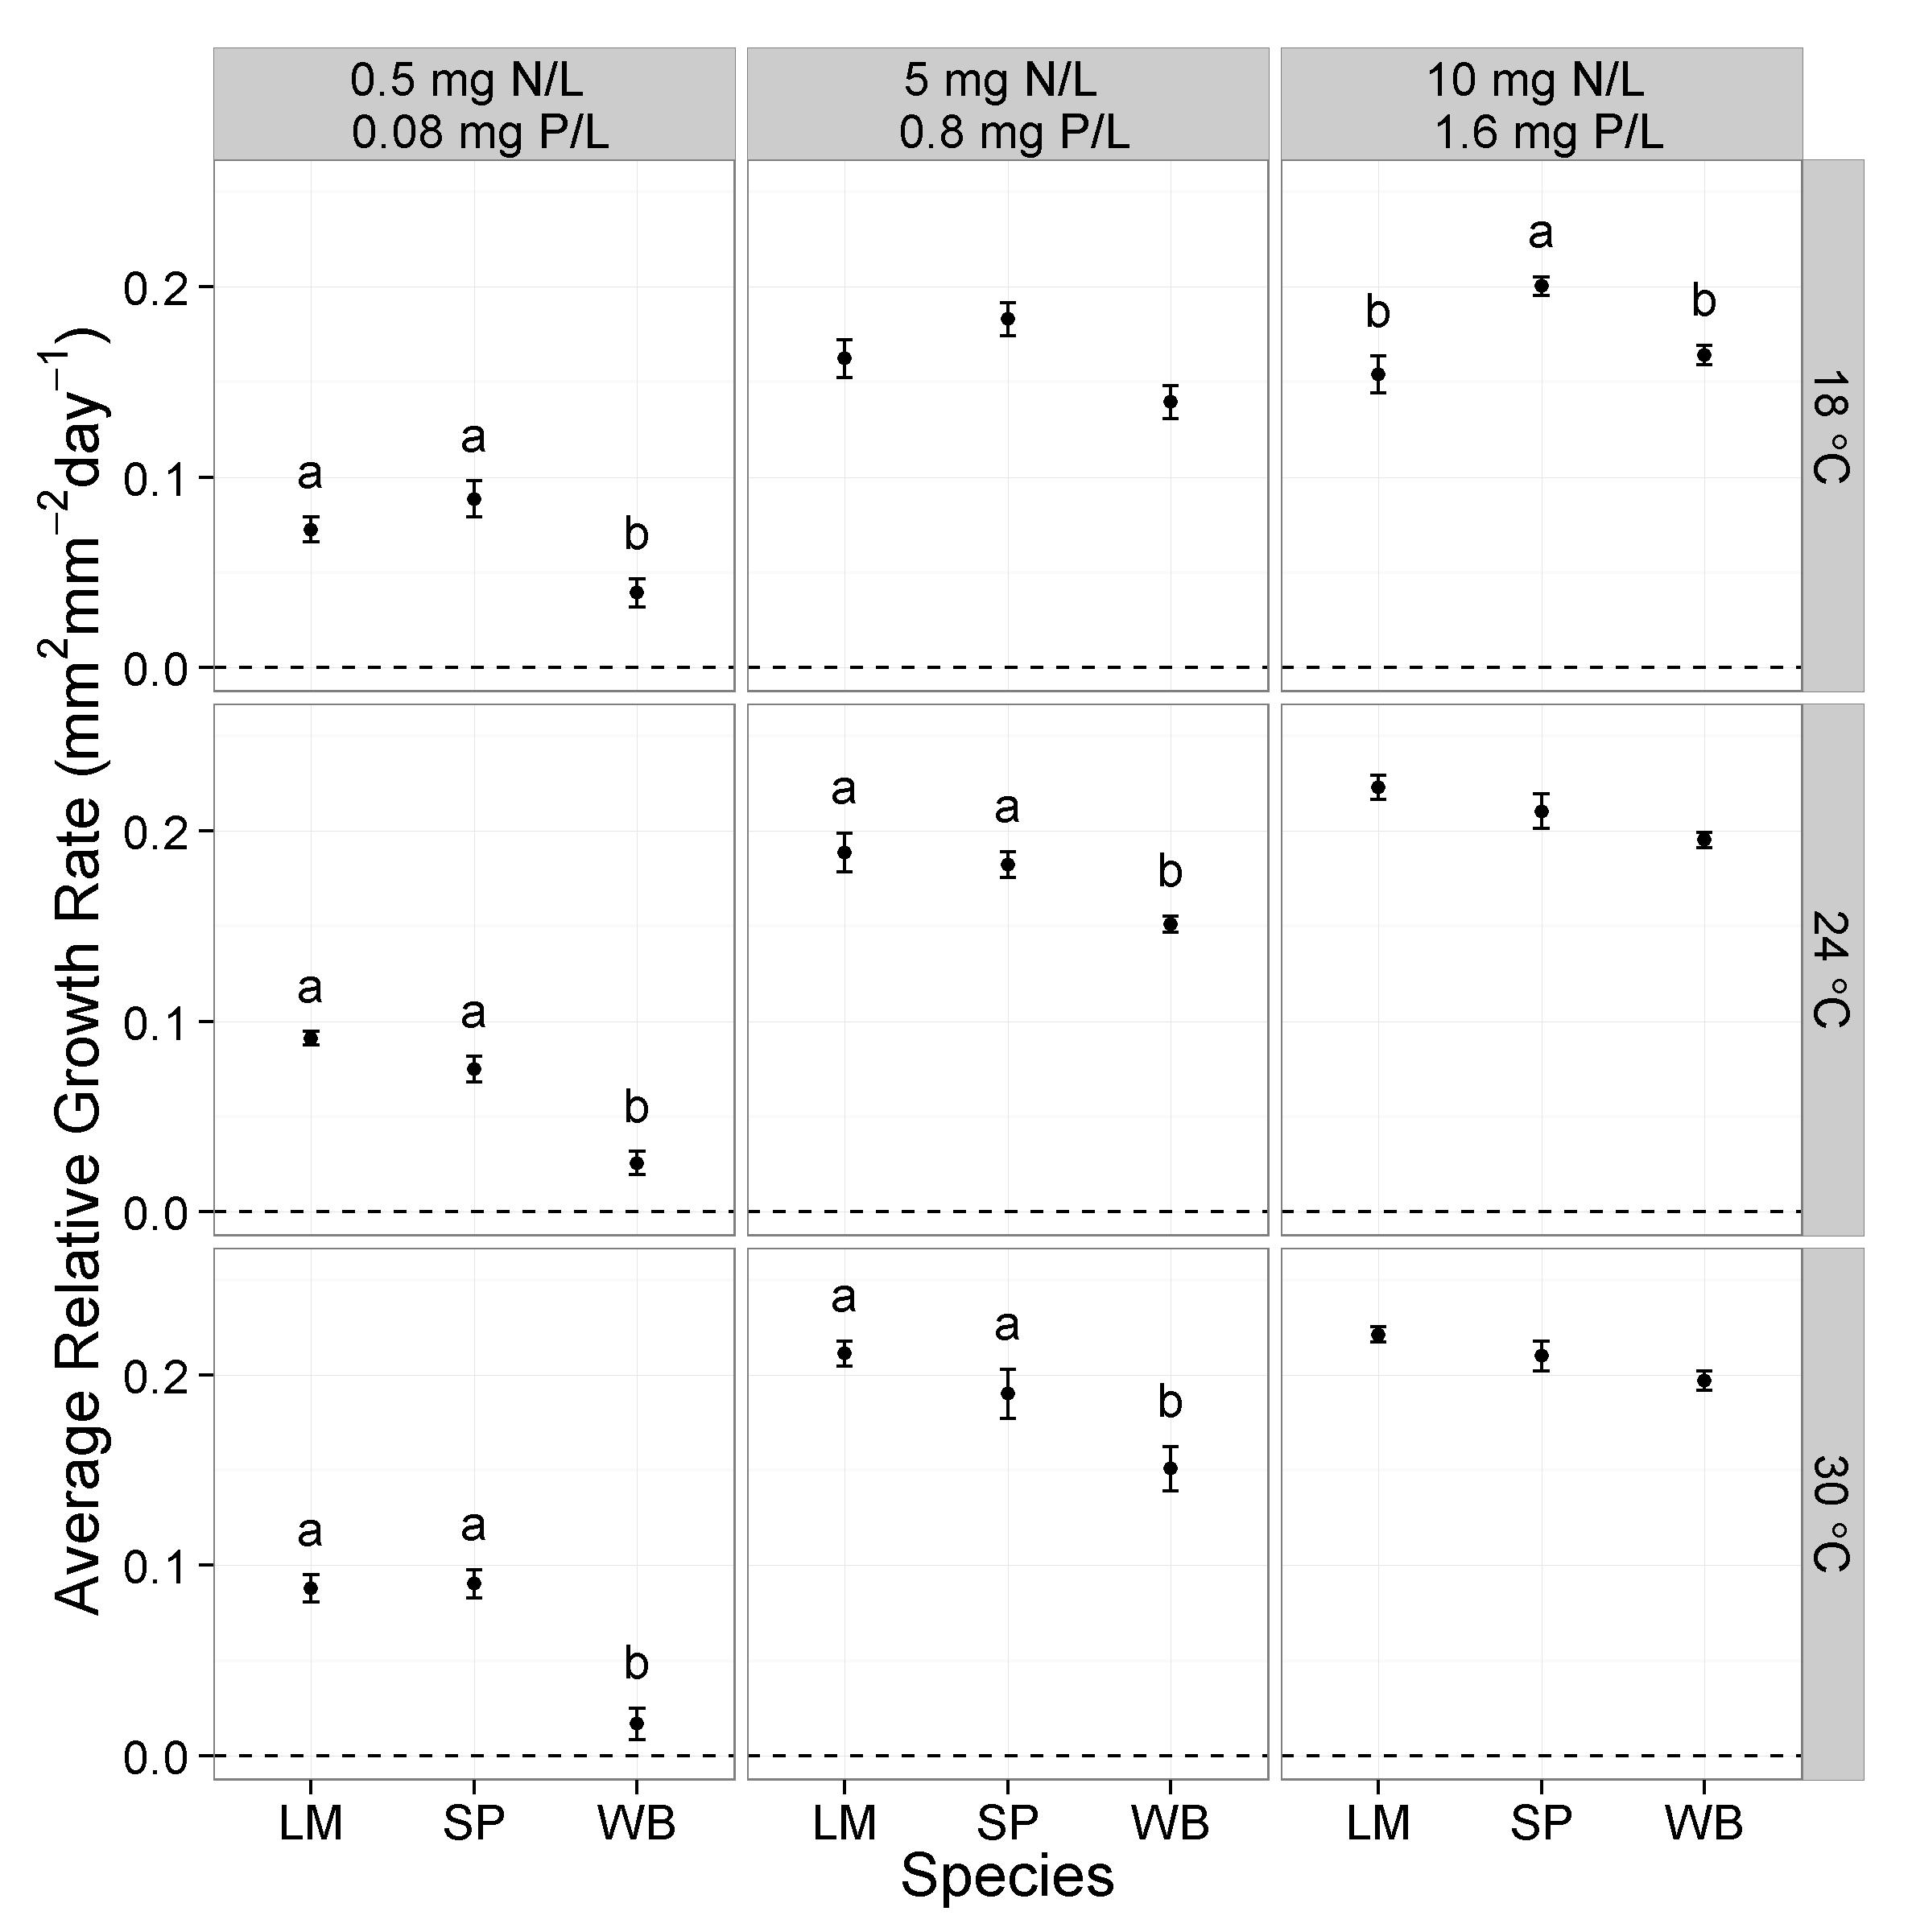 0.5 mg N/L
0.08 mg P/L
5 mg N/L
0.8 mg P/L
10 mg N/L
1.6 mg P/L
Average Relative Growth Rate (mm²mm⁻²day⁻¹)
0.2
0.1
0.0
a
a
b
b
a
b
18 °C
0.2
0.1
0.0
a
a
b
a
a
b
24 °C
0.2
0.1
0.0
a
a
b
a
a
b
30 °C
LM SP WB
LM SP WB
LM SP WB
Species